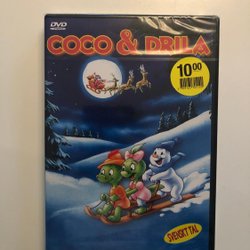 DVD
COCO & DRILA
10.00
SVENSKT TAL